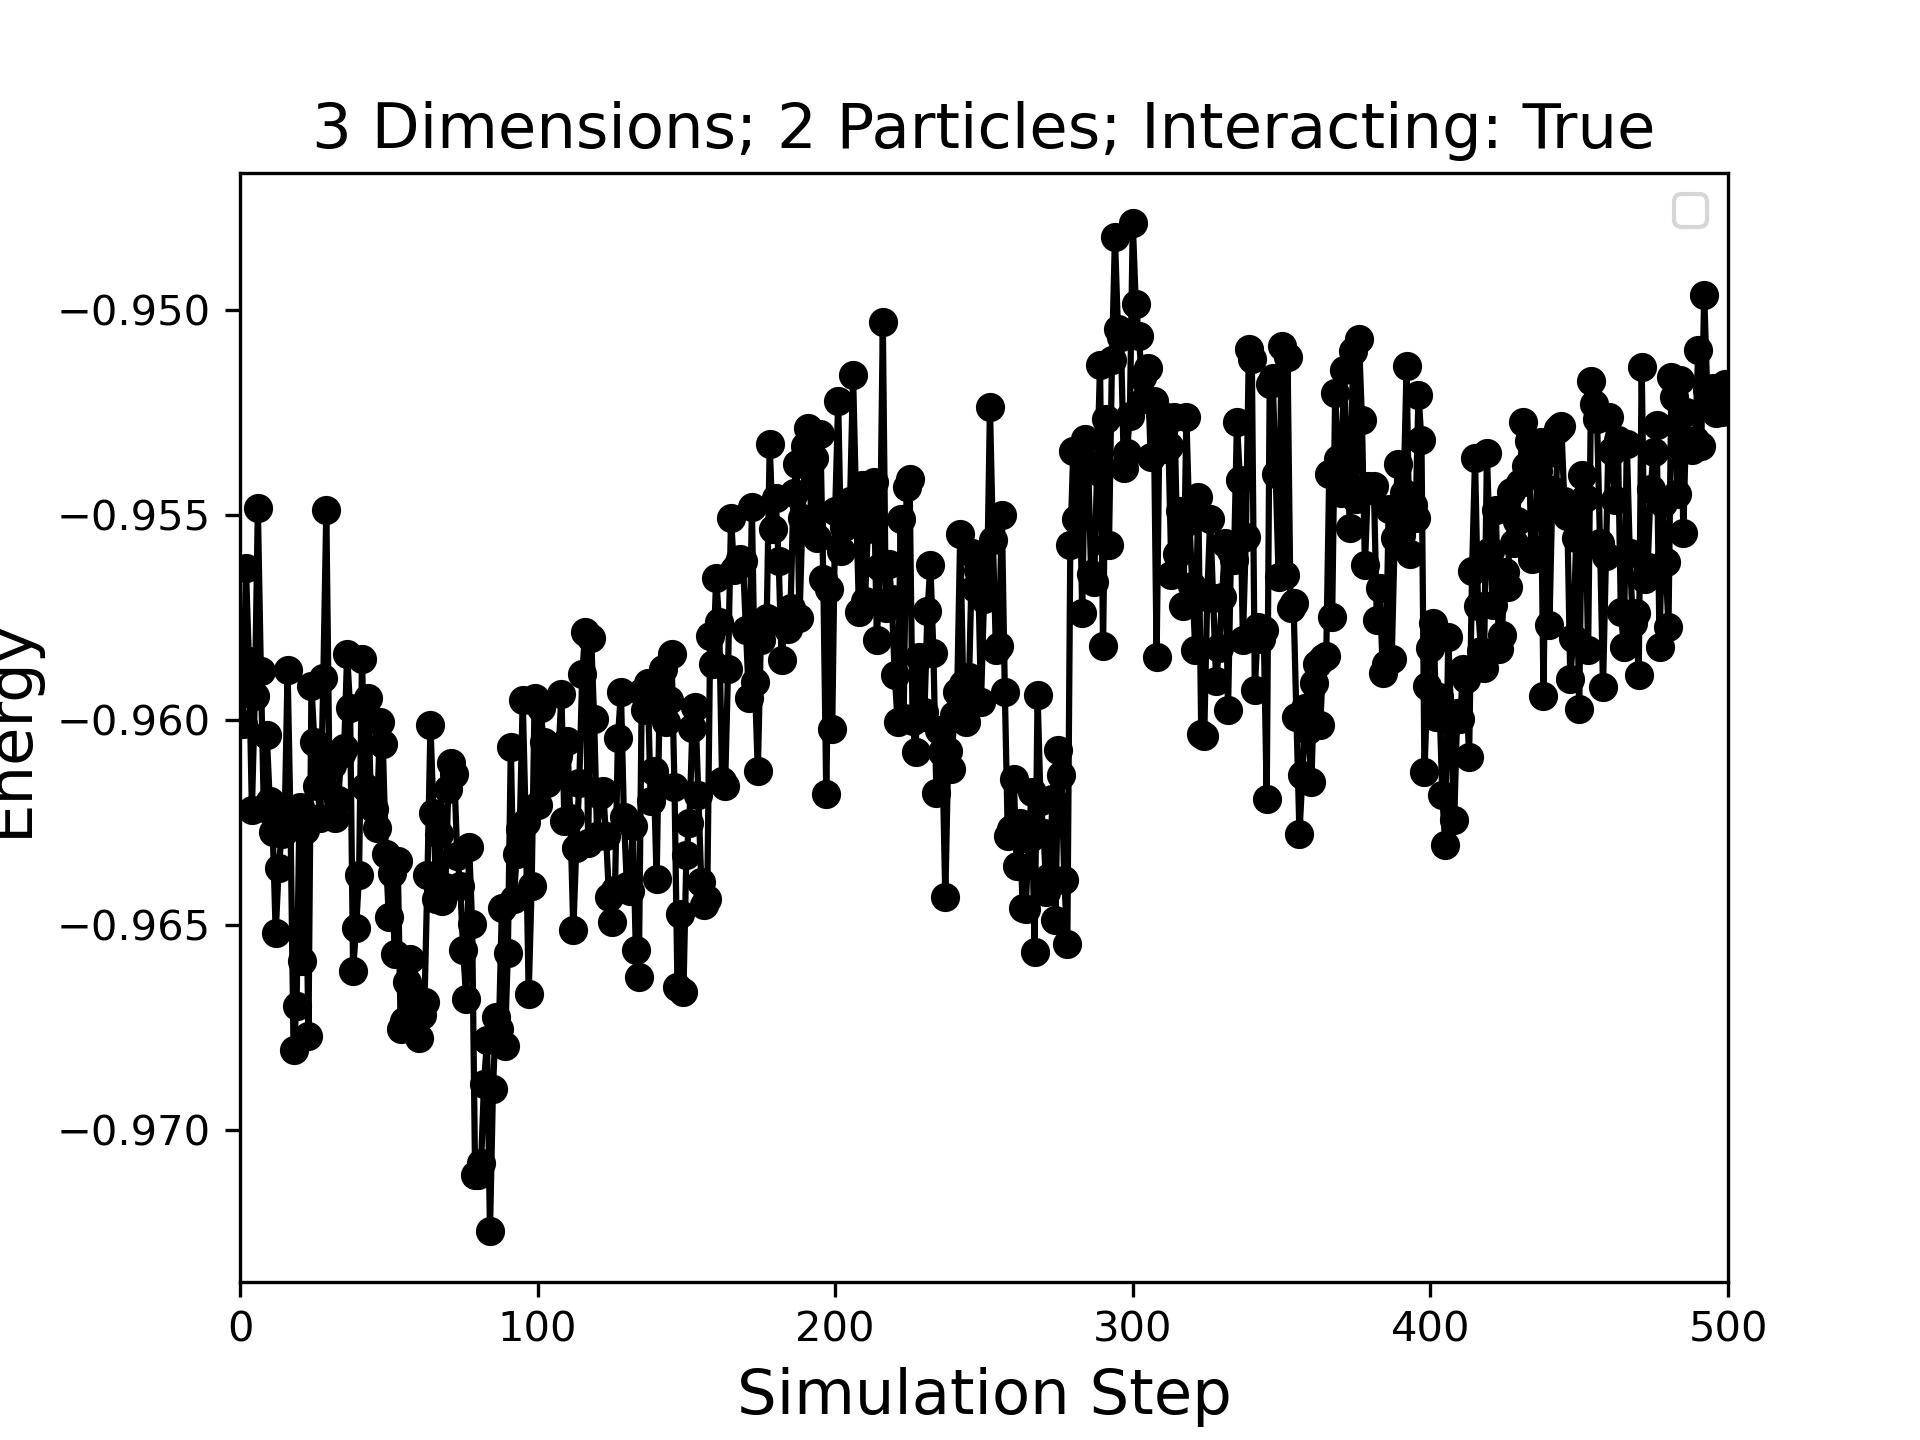 3 Dimensions; 2 Particles; Interacting: True
Energy
−0.950
−0.955
−0.960
−0.965
−0.970
0 100 200 300 400 500
Simulation Step